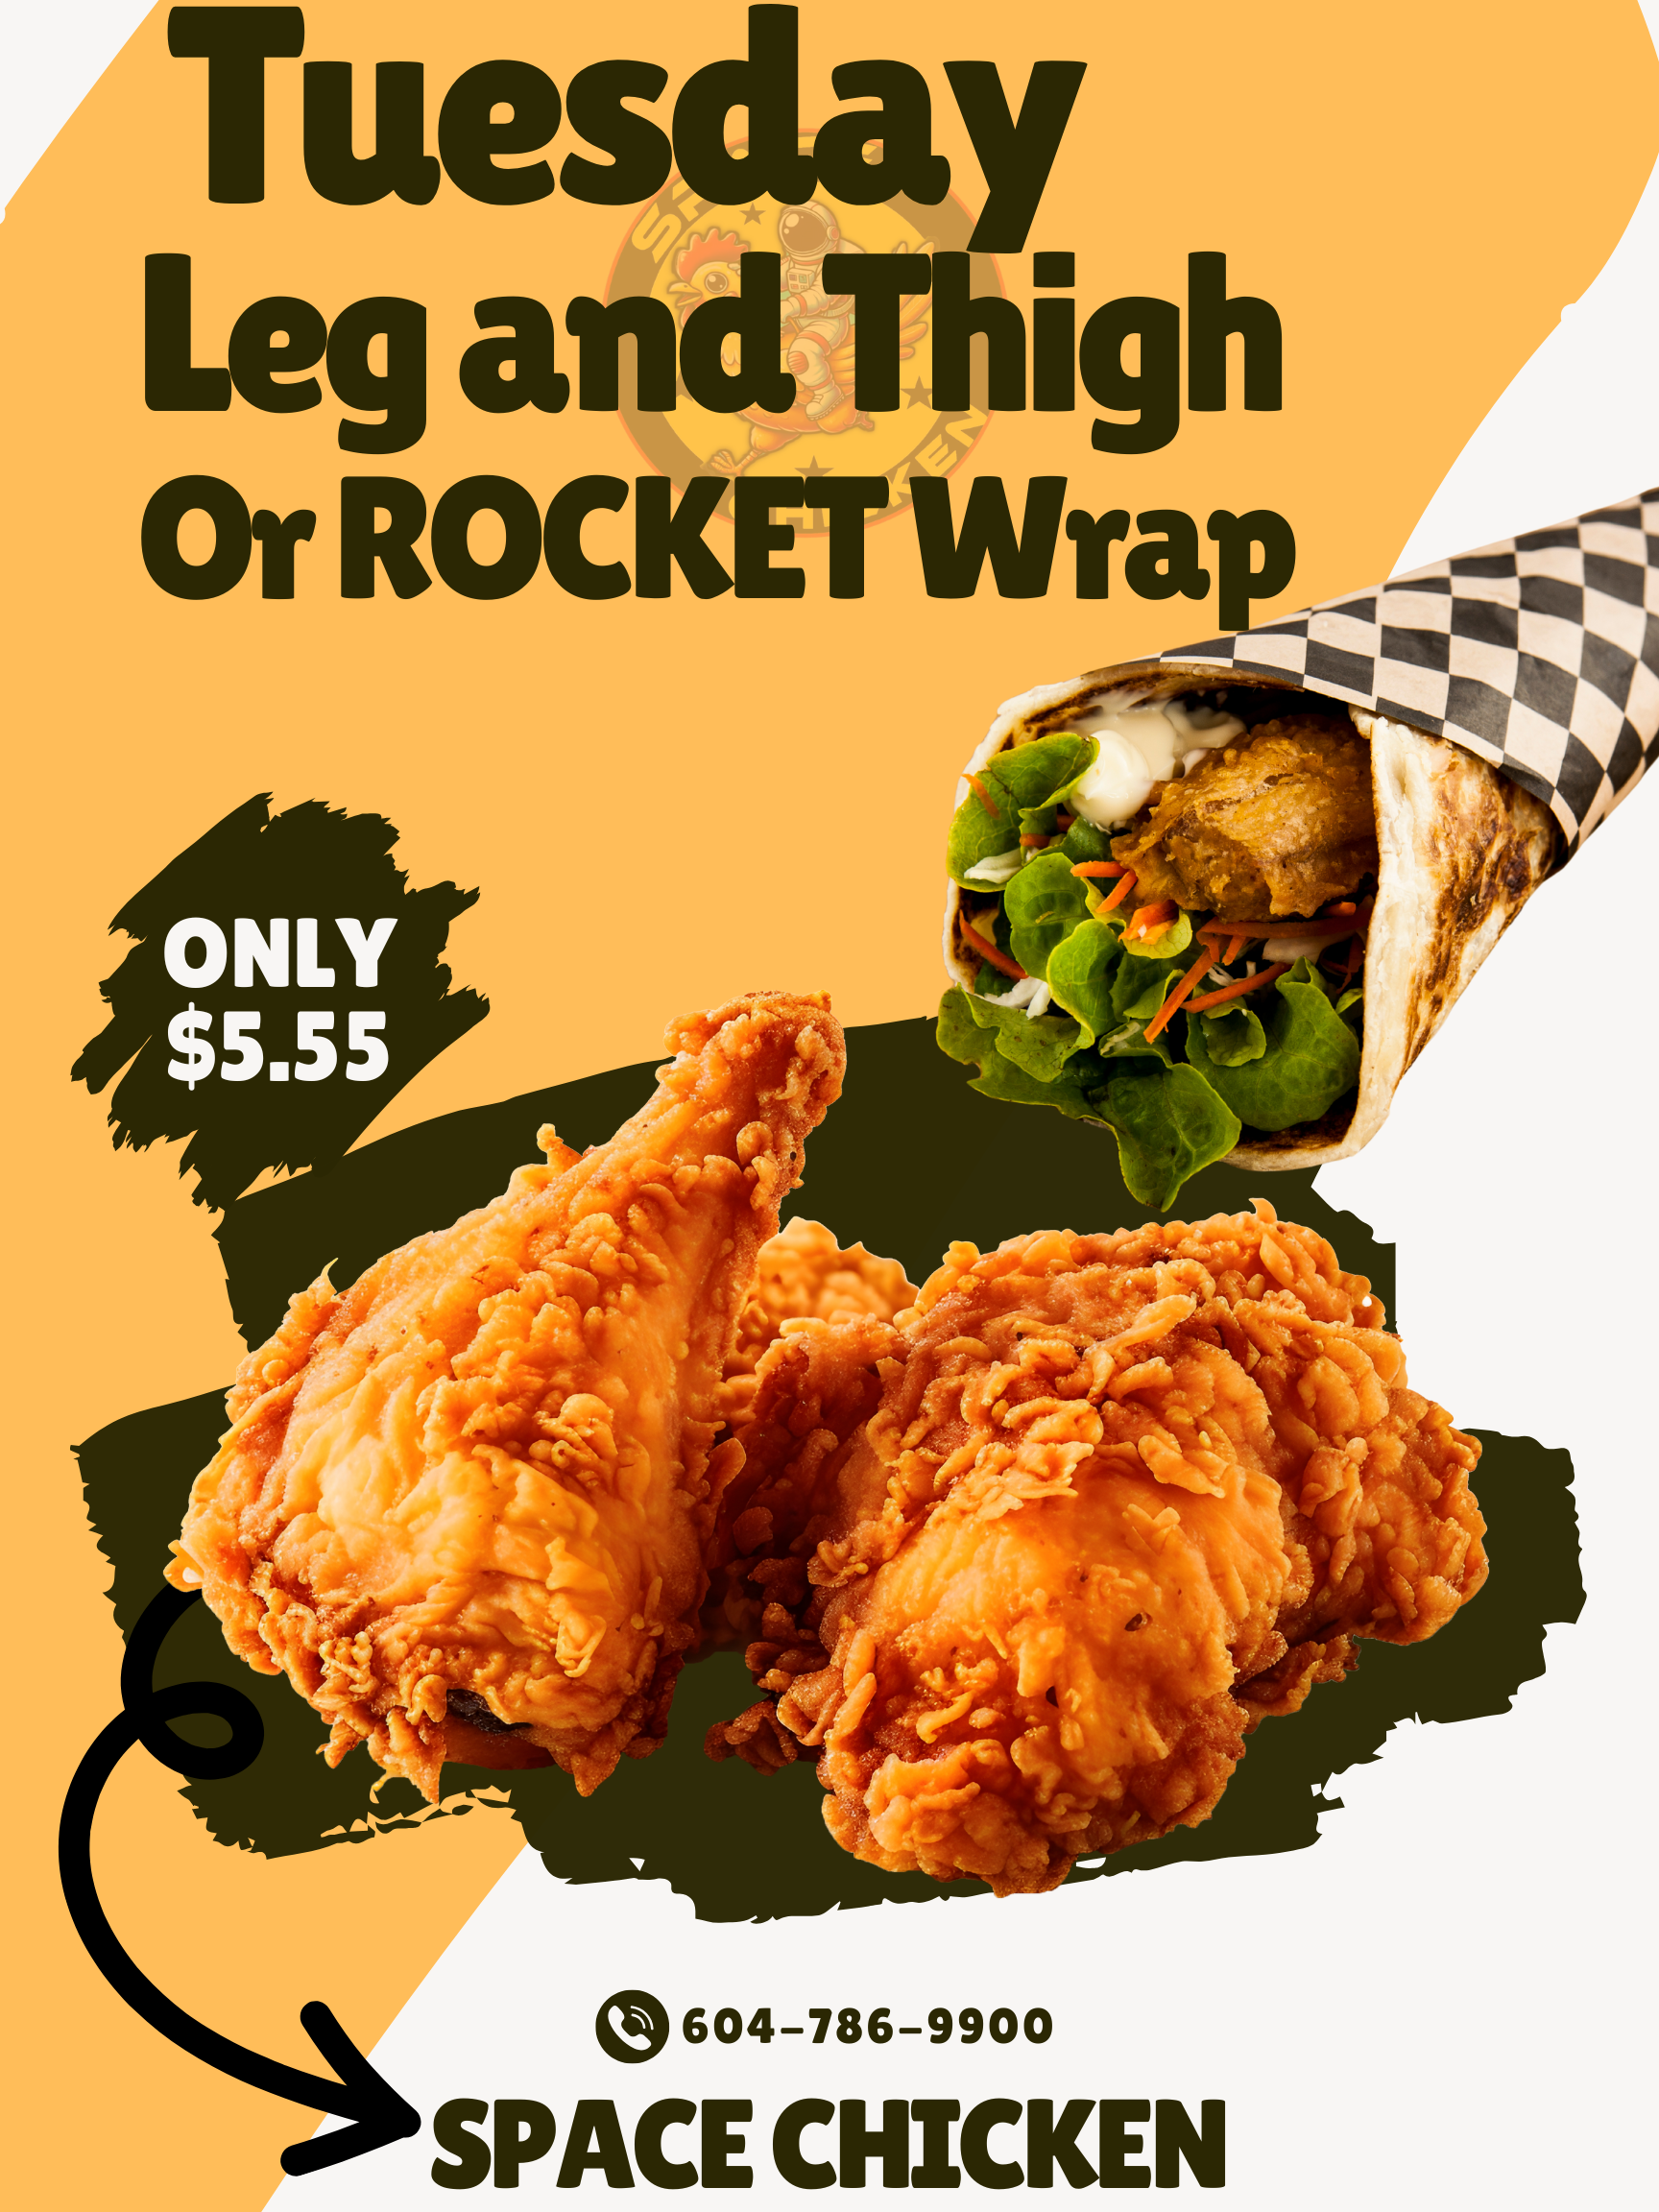 Tuesday
Leg and Thigh
Or ROCKET Wrap
ONLY
$5.55
604-786-9900
SPACE CHICKEN